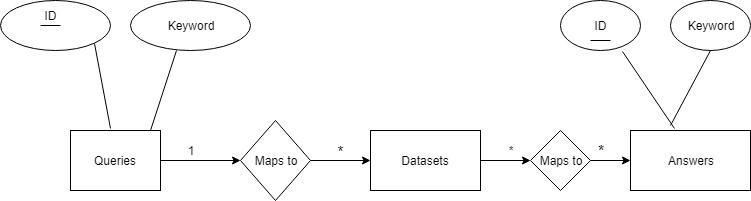 ID
Keyword
ID
Keyword
Queries
1
Maps to
*
Datasets
*
Maps to
*
Answers